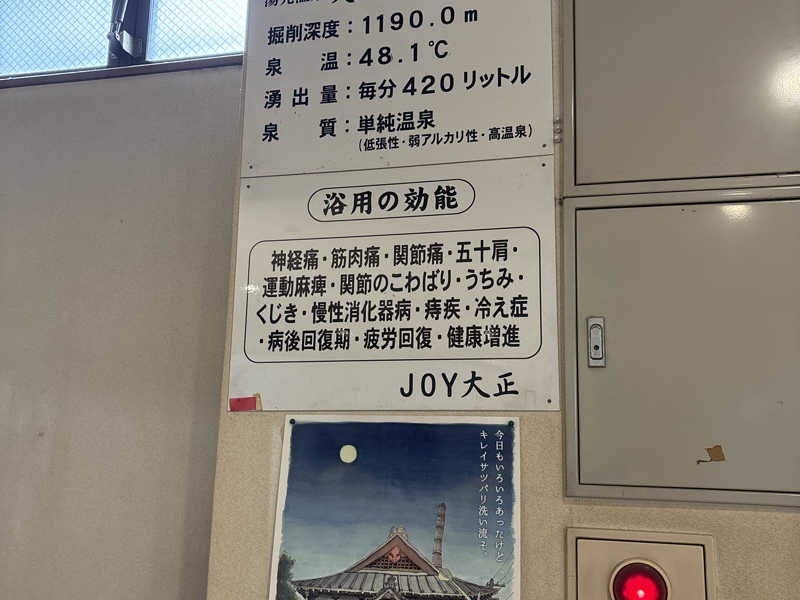 掘削深度：1190.0m
泉温：48.1℃
湧出量：毎分420リットル
泉質：単純温泉
（低張性・弱アルカリ性・高温泉）
浴用の効能
神経痛・筋肉痛・関節痛・五十肩・
運動麻痺・関節のこわばり・うちみ・
くじき・慢性消化器病・痔疾・冷え症
・病後回復期・疲労回復・健康増進
JOY大正
今日もいろいろあったけど
キレイサッパリ洗い流そ。